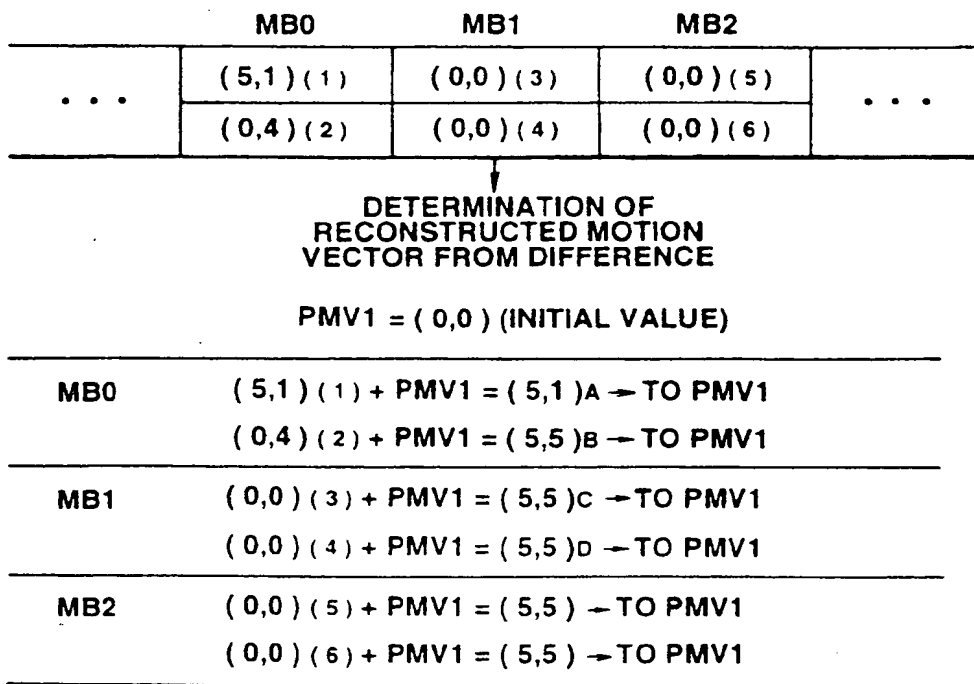 MB0 MB1 MB2
... (5,1)(1) (0,0)(3) (0,0)(5) ...
(0,4)(2) (0,0)(4) (0,0)(6)
DETERMINATION OF
RECONSTRUCTED MOTION
VECTOR FROM DIFFERENCE
PMV1 = (0,0) (INITIAL VALUE)
MB0 (5,1)(1) + PMV1 = (5,1)A → TO PMV1
(0,4)(2) + PMV1 = (5,5)B → TO PMV1
MB1 (0,0)(3) + PMV1 = (5,5)C → TO PMV1
(0,0)(4) + PMV1 = (5,5)D → TO PMV1
MB2 (0,0)(5) + PMV1 = (5,5) → TO PMV1
(0,0)(6) + PMV1 = (5,5) → TO PMV1